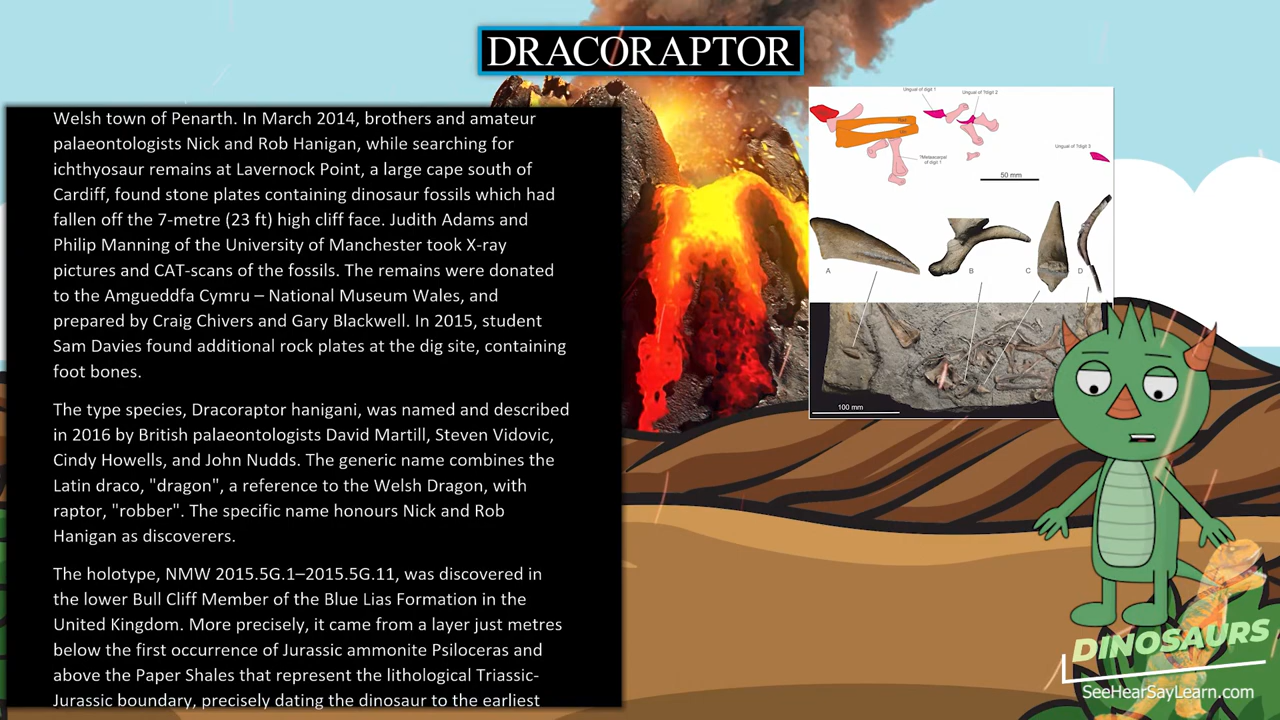 DRACORAPTOR
Welsh town of Penarth. In March 2014, brothers and amateur
palaeontologists Nick and Rob Hanigan, while searching for
ichthyosaur remains at Lavernock Point, a large cape south of
Cardiff, found stone plates containing dinosaur fossils which had
fallen off the 7-metre (23 ft) high cliff face. Judith Adams and
Philip Manning of the University of Manchester took X-ray
pictures and CAT-scans of the fossils. The remains were donated
to the Amgueddfa Cymru – National Museum Wales, and
prepared by Craig Chivers and Gary Blackwell. In 2015, student
Sam Davies found additional rock plates at the dig site, containing
foot bones.
The type species, Dracoraptor hanigani, was named and described
in 2016 by British palaeontologists David Martill, Steven Vidovic,
Cindy Howells, and John Nudds. The generic name combines the
Latin draco, "dragon", a reference to the Welsh Dragon, with
raptor, "robber". The specific name honours Nick and Rob
Hanigan as discoverers.
The holotype, NMW 2015.5G.1–2015.5G.11, was discovered in
the lower Bull Cliff Member of the Blue Lias Formation in the
United Kingdom. More precisely, it came from a layer just metres
below the first occurrence of Jurassic ammonite Psiloceras and
above the Paper Shales that represent the lithological Triassic-
Jurassic boundary, precisely dating the dinosaur to the earliest
Ungual of digit 1
Ungual of ?digit 2
?Metacarpal
of digit 1
Ungual of ?digit 3
50 mm
A
B
C
D
100 mm
DINOSAURS
SeeHearSayLearn.com